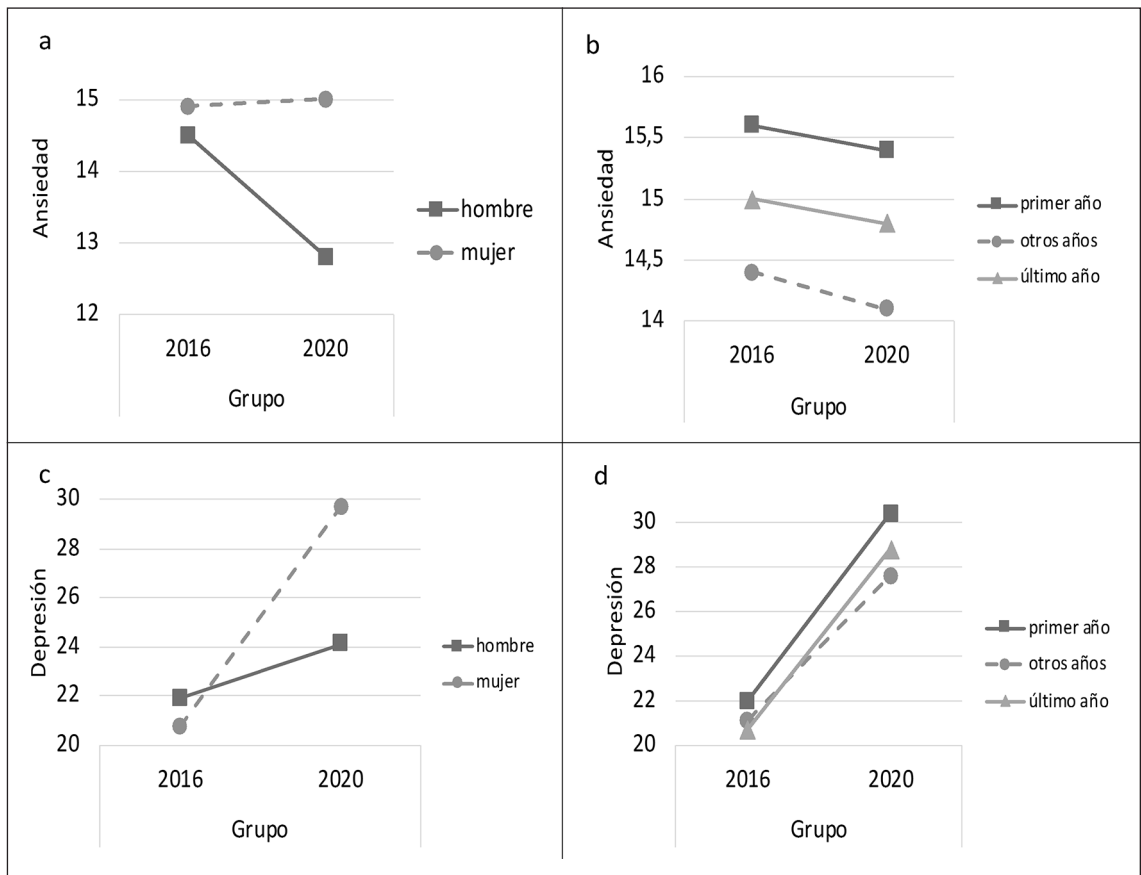 a
Ansiedad
15
14
13
12
2016 2020
Grupo
hombre
mujer
b
Ansiedad
16
15,5
15
14,5
14
2016 2020
Grupo
primer año
otros años
último año
c
Depresión
30
28
26
24
22
20
2016 2020
Grupo
hombre
mujer
d
Depresión
30
28
26
24
22
20
2016 2020
Grupo
primer año
otros años
último año